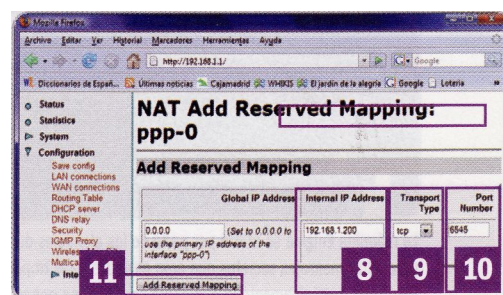 Mozilla Firefox
Archivo Editar Ver Historial Marcadores Herramientas Ayuda
http://192.168.1.1/
Google
Diccionarios de Españ... Últimas noticias Cajamadrid WHIKIS El jardín de la alegría Google Loteria
Status
Statistics
System
Configuration
Save config
LAN connections
WAN connections
Routing Table
DHCP server
DNS relay
Security
IGMP Proxy
Multica
Inte
NAT Add Reserved Mapping:
ppp-0
Add Reserved Mapping
Global IP Address Internal IP Address Transport Type Port Number
0.0.0.0 (Set to 0.0.0.0 to use the primary IP address of the interface "ppp-0") 192.168.1.200 tcp 6545
8 9 10
11
Add Reserved Mapping